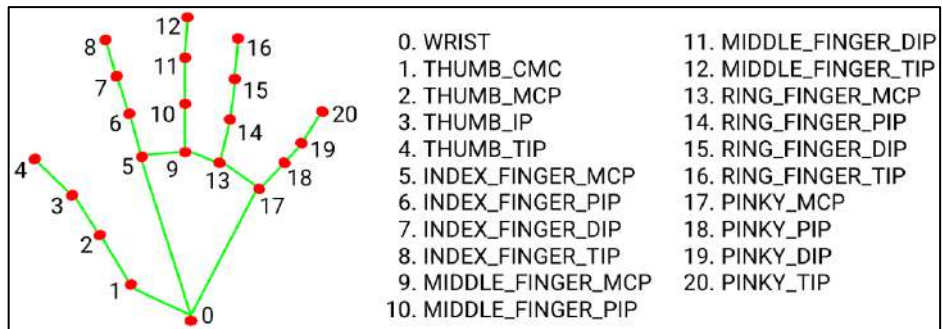 12
8
16
11
7
15
10
6
20
14
4
5
9
19
13
18
3
17
2
1
0
0. WRIST
1. THUMB_CMC
2. THUMB_MCP
3. THUMB_IP
4. THUMB_TIP
5. INDEX_FINGER_MCP
6. INDEX_FINGER_PIP
7. INDEX_FINGER_DIP
8. INDEX_FINGER_TIP
9. MIDDLE_FINGER_MCP
10. MIDDLE_FINGER_PIP
11. MIDDLE_FINGER_DIP
12. MIDDLE_FINGER_TIP
13. RING_FINGER_MCP
14. RING_FINGER_PIP
15. RING_FINGER_DIP
16. RING_FINGER_TIP
17. PINKY_MCP
18. PINKY_PIP
19. PINKY_DIP
20. PINKY_TIP